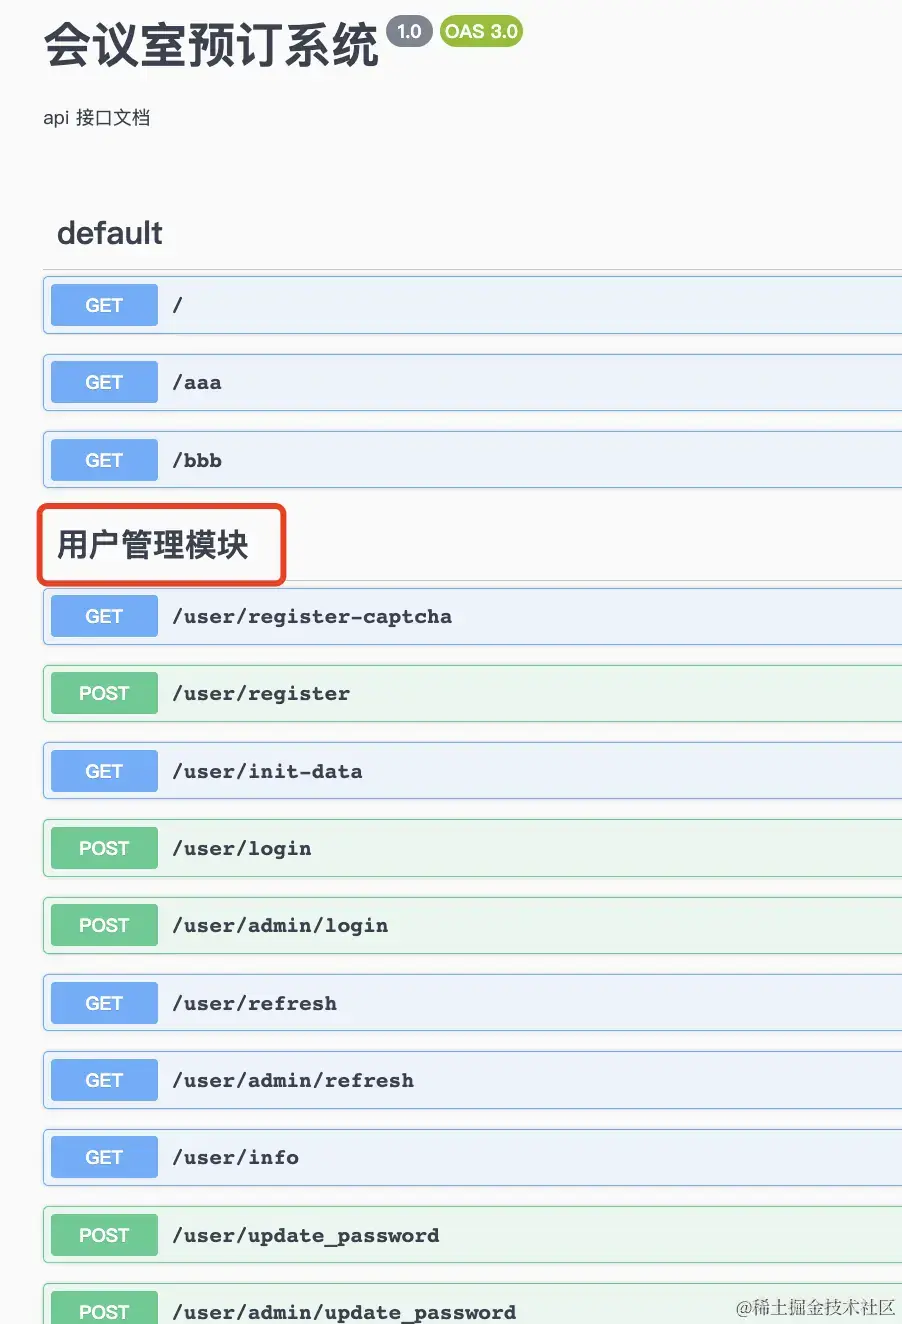 会议室预订系统 1.0 OAS 3.0
api 接口文档
default
GET /
GET /aaa
GET /bbb
用户管理模块
GET /user/register-captcha
POST /user/register
GET /user/init-data
POST /user/login
POST /user/admin/login
GET /user/refresh
GET /user/admin/refresh
GET /user/info
POST /user/update_password
POST /user/admin/update_password
@稀土掘金技术社区